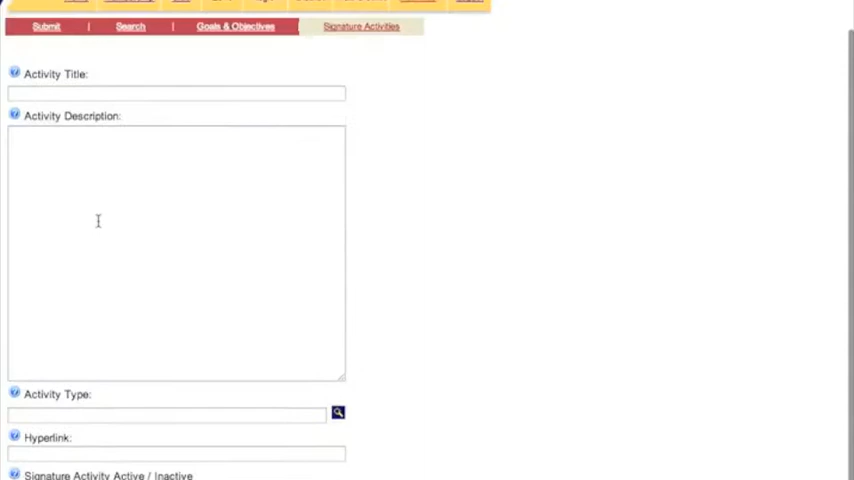 Submit | Search | Goals & Objectives Signature Activities
Activity Title:
Activity Description:
Activity Type:
Hyperlink:
Signature Activity Active / Inactive